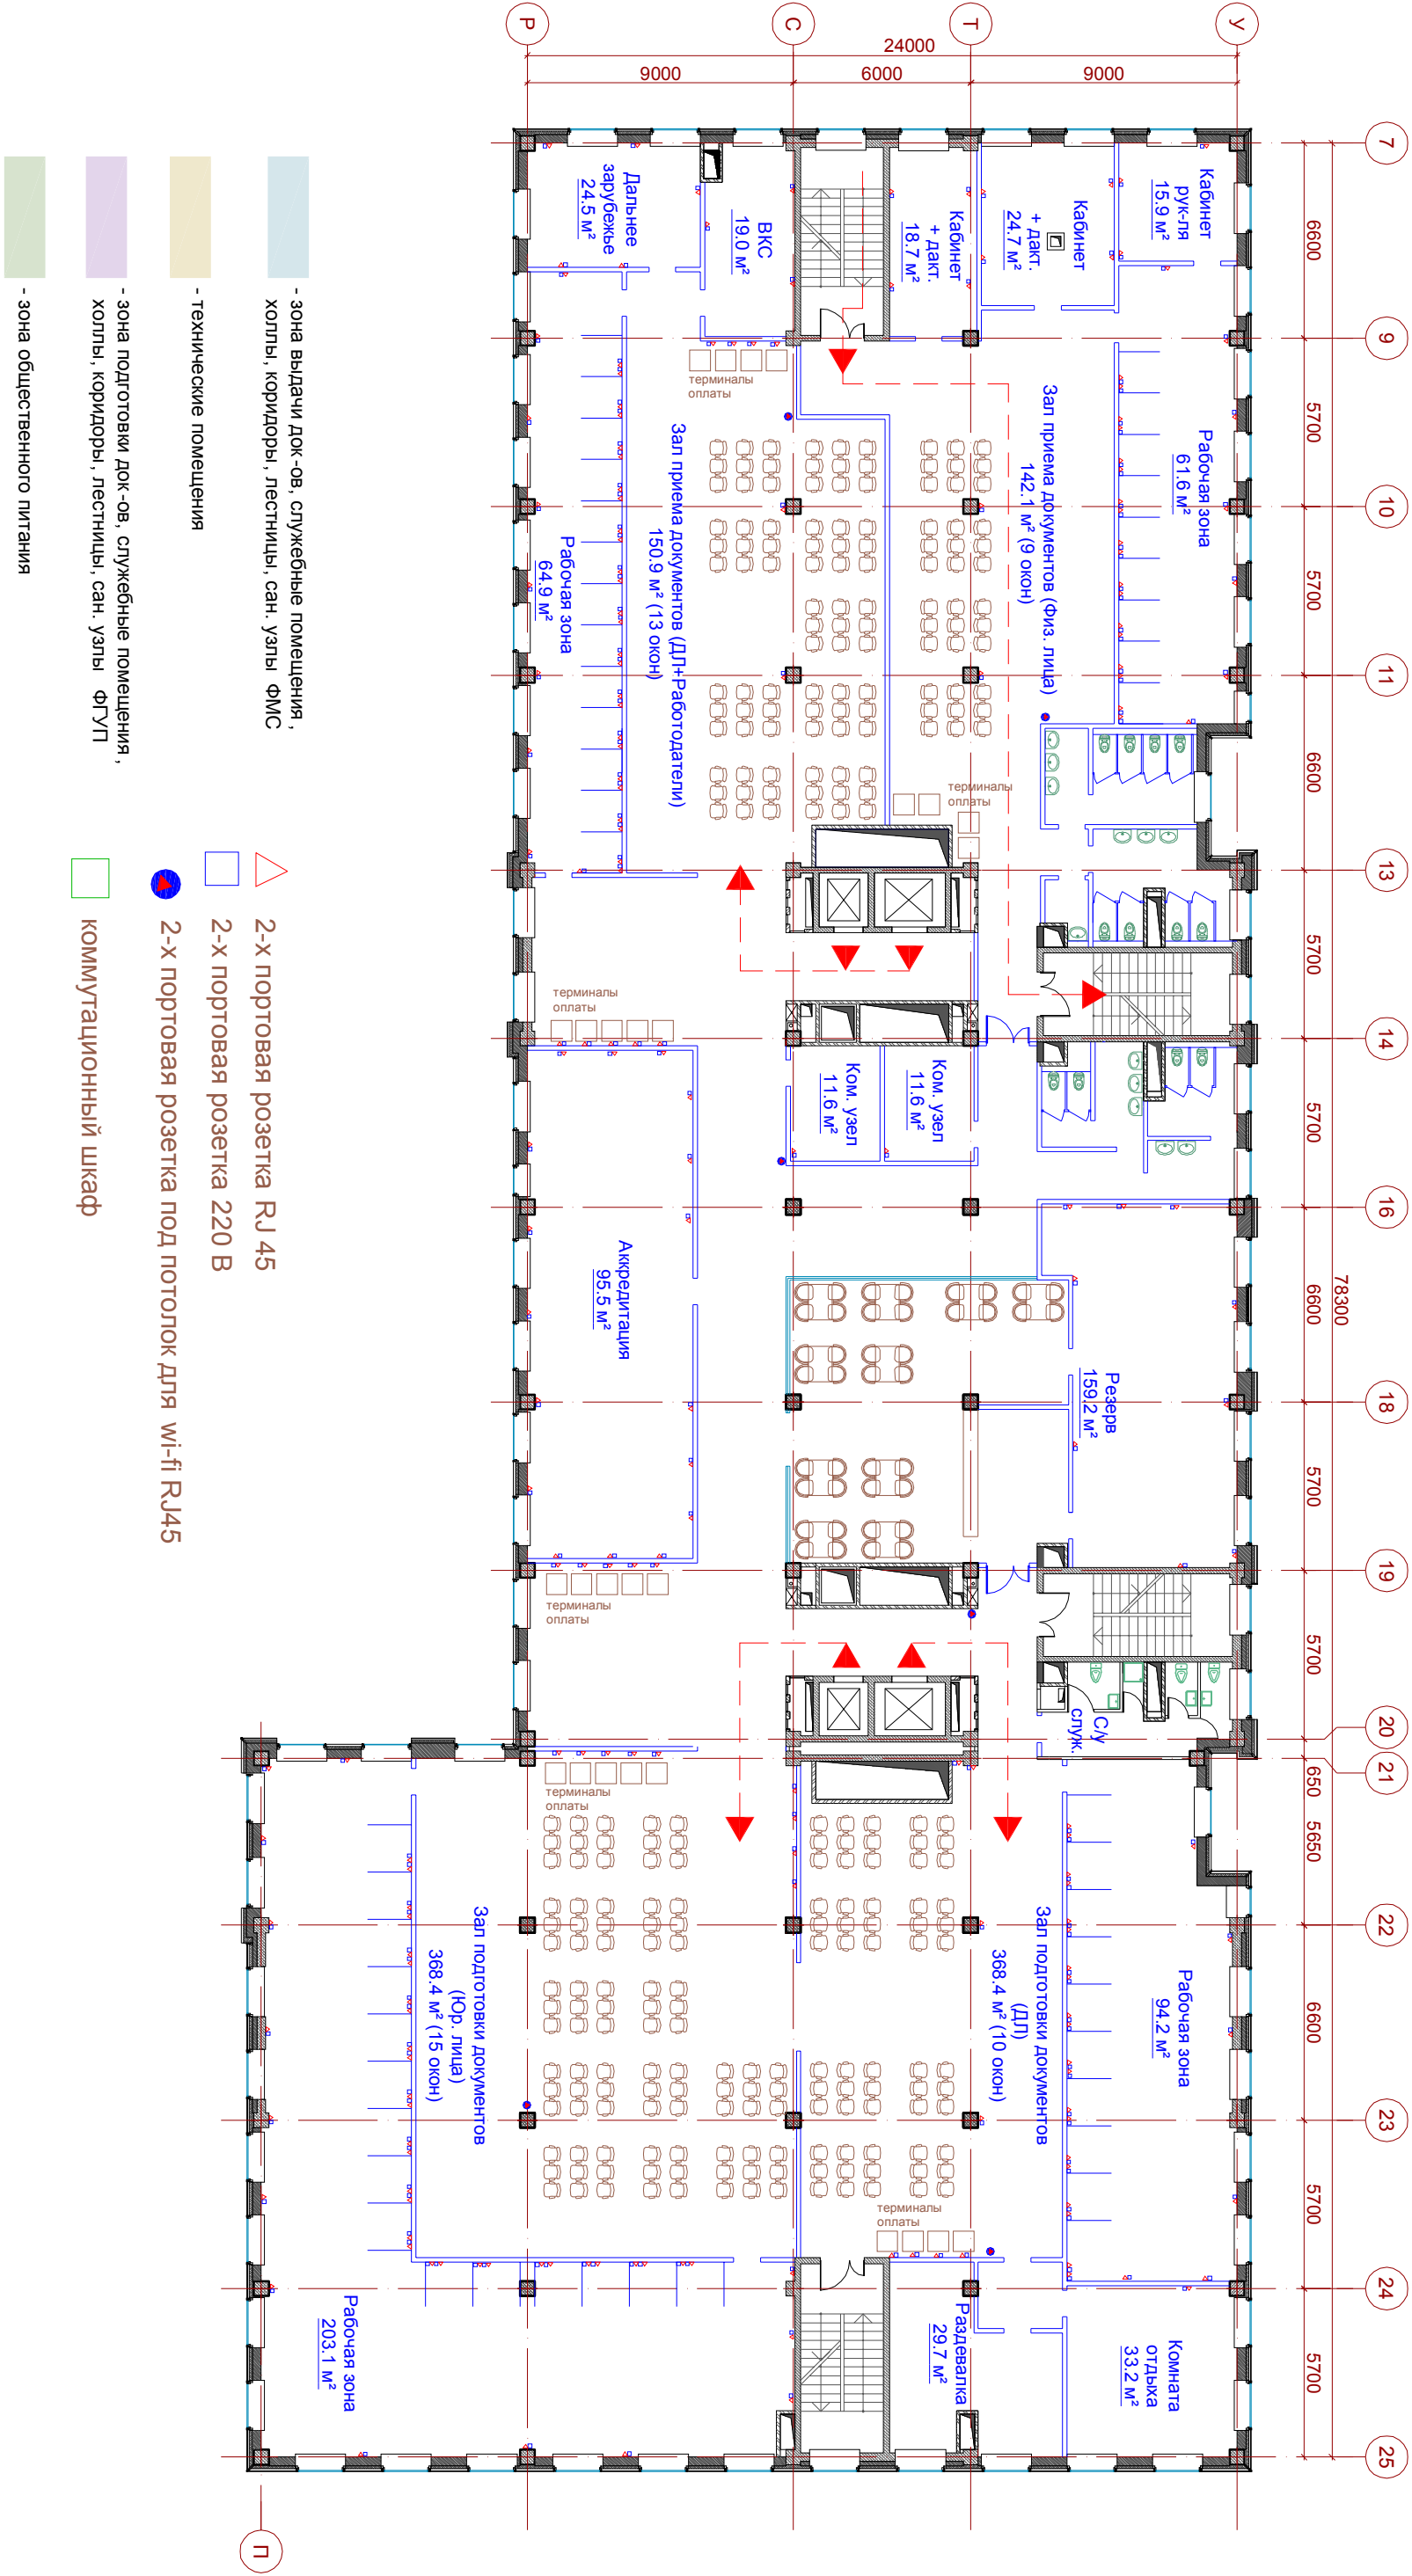 7
9
10
11
13
14
16
18
19
20
21
22
23
24
25
78300
6600
5700
5700
6600
5700
5700
6600
5700
5700
650
5650
6600
5700
5700
У
Т
С
Р
П
24000
9000
6000
9000
Кабинет
рук-ля
15.9 м²
Рабочая зона
61.6 м²
Кабинет
+ дакт.
24.7 м²
Кабинет
+ дакт.
18.7 м²
Зал приема документов (Физ. лица)
142.1 м² (9 окон)
ВКС
19.0 м²
Дальнее
зарубежье
24.5 м²
терминалы
оплаты
Зал приема документов (ДЛ+Работодатели)
150.9 м² (13 окон)
Рабочая зона
64.9 м²
терминалы
оплаты
терминалы
оплаты
Ком. узел
11.6 м²
Ком. узел
11.6 м²
Аккредитация
95.5 м²
Резерв
159.2 м²
терминалы
оплаты
С/у
служ.
терминалы
оплаты
Рабочая зона
94.2 м²
Зал подготовки документов
(ДЛ)
368.4 м² (10 окон)
Зал подготовки документов
(Юр. лица)
368.4 м² (15 окон)
терминалы
оплаты
Комната
отдыха
33.2 м²
Раздевалка
29.7 м²
Рабочая зона
203.1 м²
- зона выдачи док-ов, служебные помещения,
холлы, коридоры, лестницы, сан. узлы ФМС
- технические помещения
- зона подготовки док-ов, служебные помещения,
холлы, коридоры, лестницы, сан. узлы ФГУП
- зона общественного питания
2-х портовая розетка RJ 45
2-х портовая розетка 220 В
2-х портовая розетка под потолок для wi-fi RJ45
коммутационный шкаф